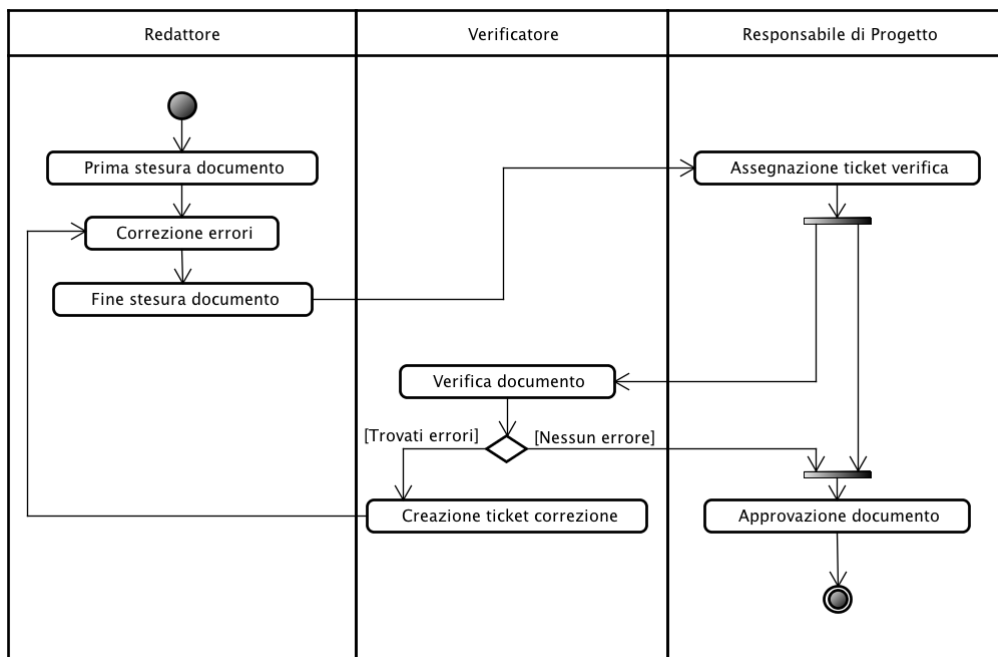 Redattore
Verificatore
Responsabile di Progetto
Prima stesura documento
Assegnazione ticket verifica
Correzione errori
Fine stesura documento
Verifica documento
[Trovati errori]
[Nessun errore]
Creazione ticket correzione
Approvazione documento